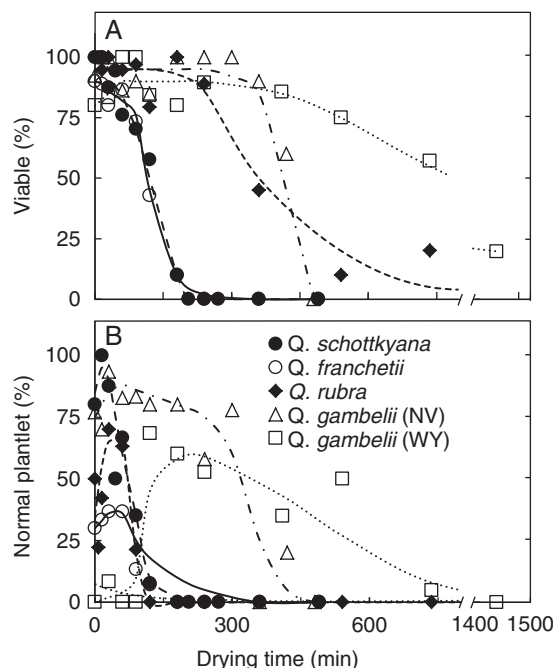 A
100
75
50
25
0
Viable (%)
B
100
75
50
25
0
Normal plantlet (%)
Q. schottkyana
Q. franchetii
Q. rubra
Q. gambelii (NV)
Q. gambelii (WY)
0 300 600 1400 1500
Drying time (min)